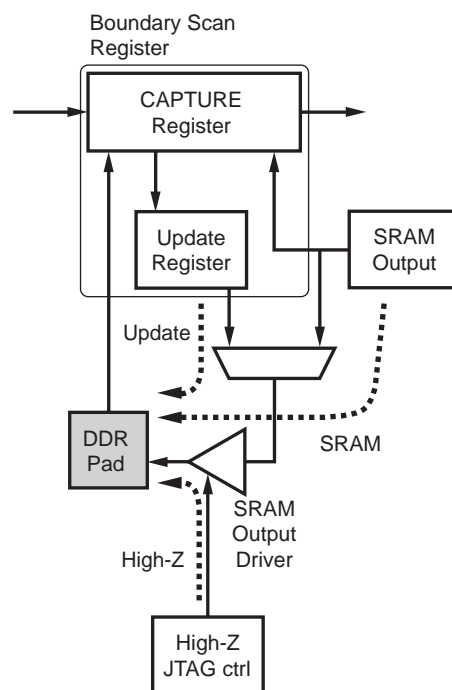 Boundary Scan
Register
CAPTURE
Register
Update
Register
SRAM
Output
Update
SRAM
DDR
Pad
SRAM
Output
Driver
High-Z
High-Z
JTAG ctrl